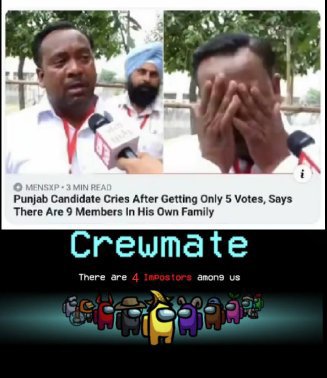 MENSXP • 3 MIN READ
Punjab Candidate Cries After Getting Only 5 Votes, Says
There Are 9 Members In His Own Family
Crewmate
There are 4 Impostors among us